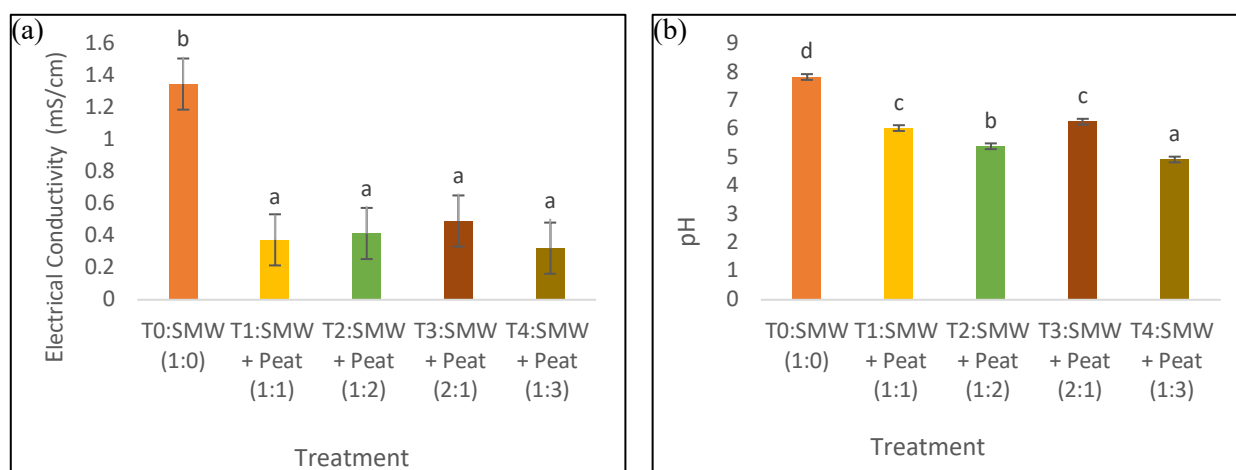 (a)
Electrical Conductivity (mS/cm)
1.6
1.4
1.2
1
0.8
0.6
0.4
0.2
0
b
a
a
a
a
T0:SMW T1:SMW T2:SMW T3:SMW T4:SMW
(1:0) + Peat + Peat + Peat + Peat
(1:1) (1:2) (2:1) (1:3)
Treatment
(b)
pH
9
8
7
6
5
4
3
2
1
0
d
c
b
c
a
T0:SMW T1:SMW T2:SMW T3:SMW T4:SMW
(1:0) + Peat + Peat + Peat + Peat
(1:1) (1:2) (2:1) (1:3)
Treatment